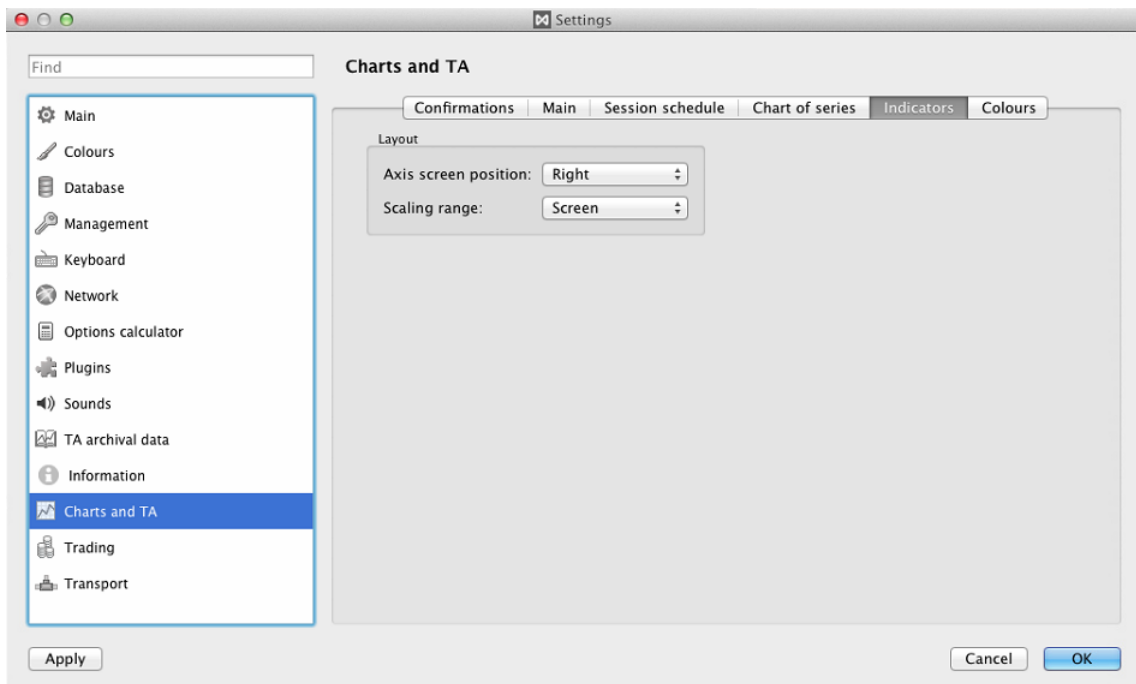 Settings
Find
Main
Colours
Database
Management
Keyboard
Network
Options calculator
Plugins
Sounds
TA archival data
Information
Charts and TA
Trading
Transport
Charts and TA
Confirmations Main Session schedule Chart of series Indicators Colours
Layout
Axis screen position: Right
Scaling range: Screen
Apply Cancel OK